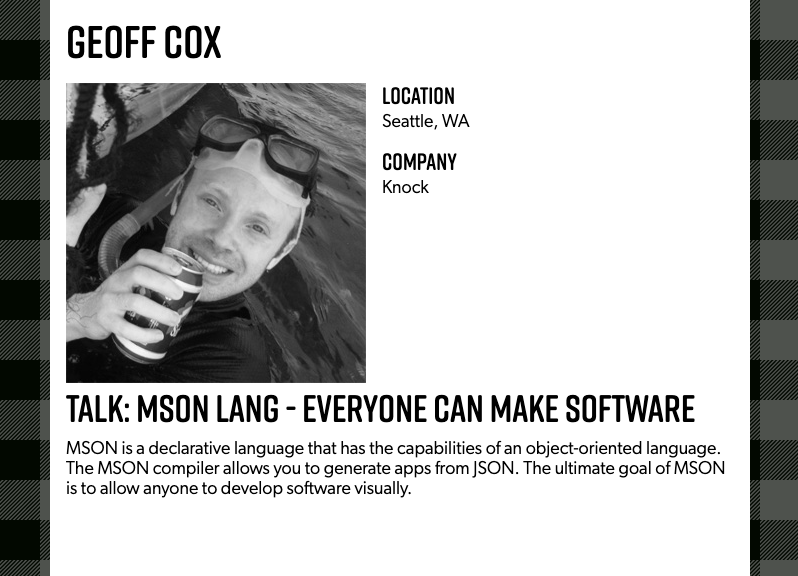 GEOFF COX
LOCATION
Seattle, WA
COMPANY
Knock
TALK: MSON LANG - EVERYONE CAN MAKE SOFTWARE
MSON is a declarative language that has the capabilities of an object-oriented language.
The MSON compiler allows you to generate apps from JSON. The ultimate goal of MSON
is to allow anyone to develop software visually.